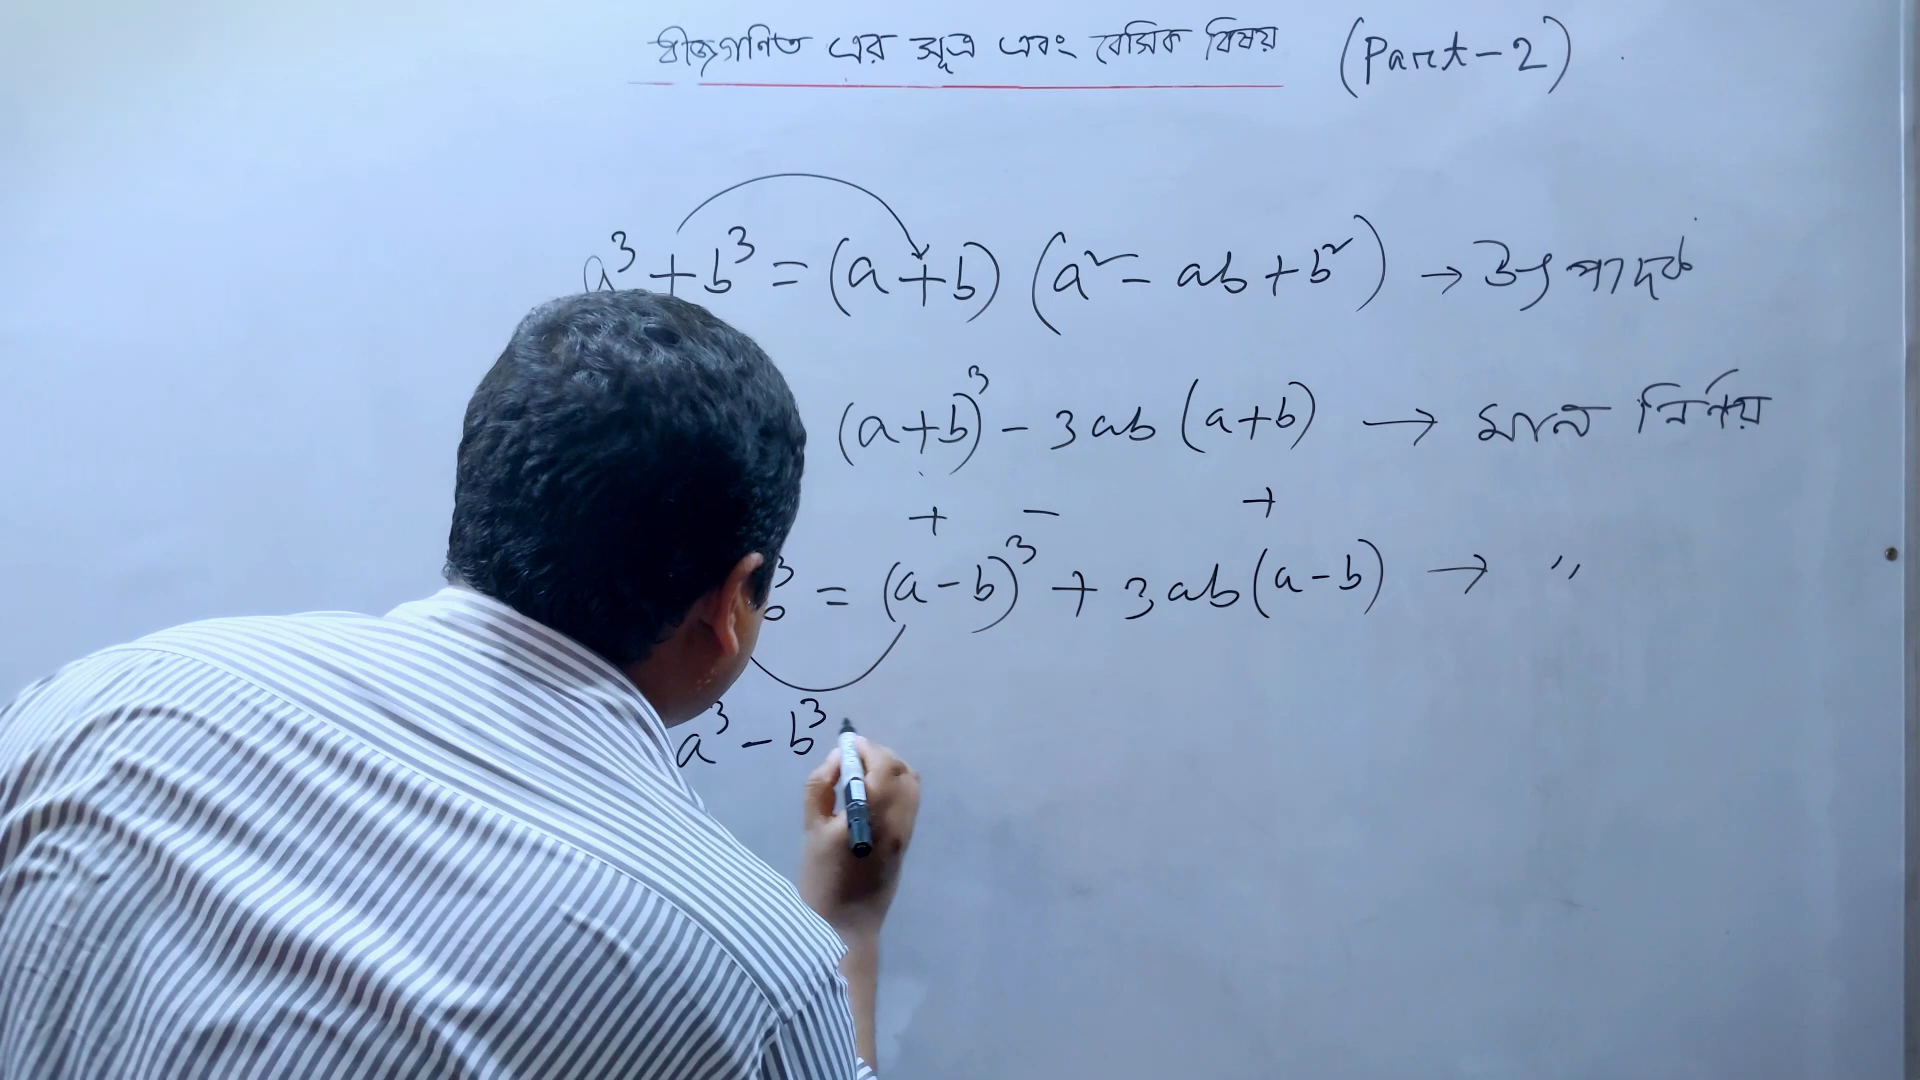 বীজগনিত এর সূত্র এবং বেসিক বিষয় (Part-2)
a³ + b³ = (a + b) (a² - ab + b²) → উৎপাদক
(a+b)³ - 3ab (a+b) → মান নির্ণয়
+ - +
b³ = (a-b)³ + 3ab(a-b) → "
a³ - b³